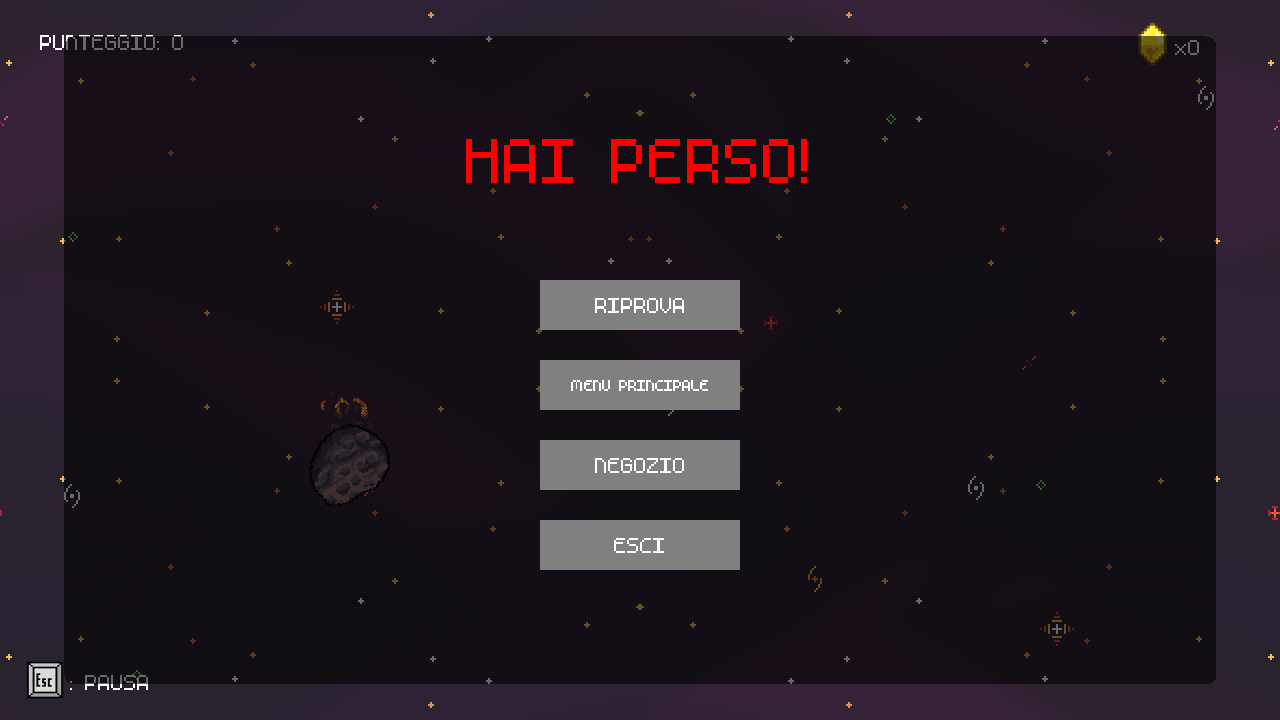 PUNTEGGIO: 0
x0
HAI PERSO!
RIPROVA
MENU PRINCIPALE
NEGOZIO
ESCI
Esc : PAUSA